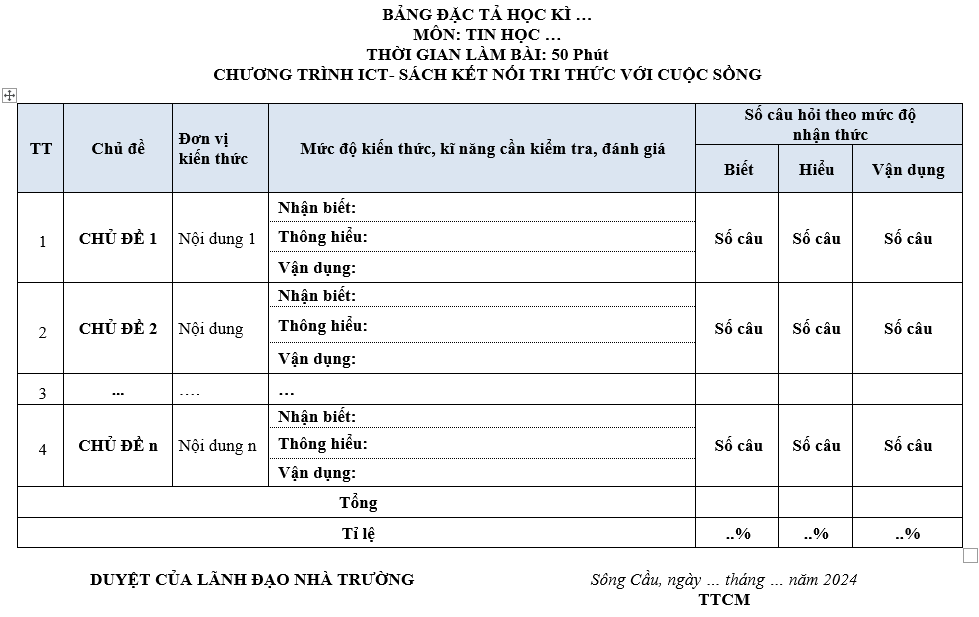 BẢNG ĐẶC TẢ HỌC KÌ …
MÔN: TIN HỌC …
THỜI GIAN LÀM BÀI: 50 Phút
CHƯƠNG TRÌNH ICT- SÁCH KẾT NỐI TRI THỨC VỚI CUỘC SỐNG
TT
Chủ đề
Đơn vị
kiến thức
Mức độ kiến thức, kĩ năng cần kiểm tra, đánh giá
Số câu hỏi theo mức độ
nhận thức
Biết
Hiểu
Vận dụng
1
CHỦ ĐỀ 1
Nội dung 1
Nhận biết:
Thông hiểu:
Vận dụng:
Số câu
Số câu
Số câu
2
CHỦ ĐỀ 2
Nội dung
Nhận biết:
Thông hiểu:
Vận dụng:
Số câu
Số câu
Số câu
3
...
….
…
4
CHỦ ĐỀ n
Nội dung n
Nhận biết:
Thông hiểu:
Vận dụng:
Số câu
Số câu
Số câu
Tổng
Tỉ lệ
..%
..%
..%
DUYỆT CỦA LÃNH ĐẠO NHÀ TRƯỜNG
Sông Cầu, ngày … tháng … năm 2024
TTCM